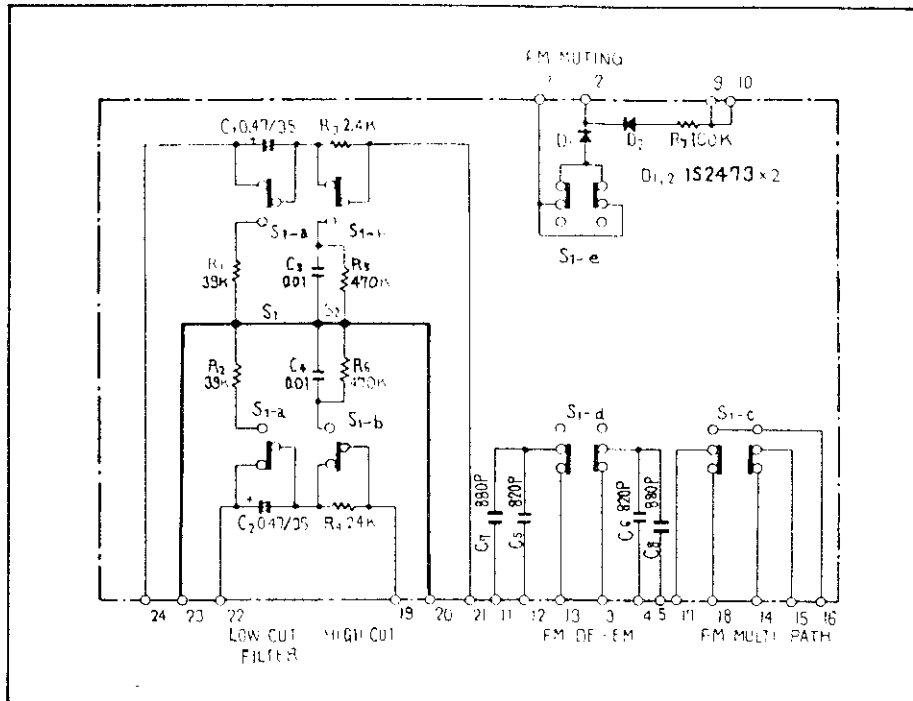 FM MUTING
1 2 9 10
C1 0.47/35 R3 2.4K
D1 D2 R9 100K
D1,2 1S2473 × 2
S1-a S1-b
S1-e
R1 39K
C3 0.01
R5 470K
S1 S2
R2 39K
C4 0.01
R6 470K
S1-a S1-b
S1-d S1-c
C2 0.47/35 R4 2.4K
C7 880P
C5 820P
C6 820P
C8 880P
24 23 22 19 20 21 11 12 13 3 4 5 17 18 14 15 16
LOW CUT FILTER
HIGH CUT
FM DE-EM
FM MULTI PATH